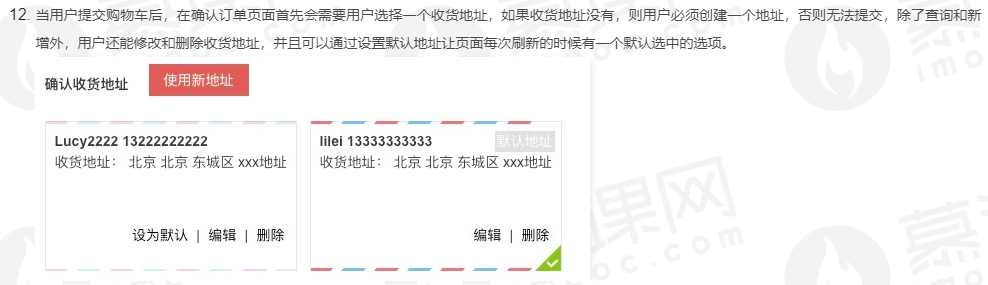 12. 当用户提交购物车后，在确认订单页面首先会需要用户选择一个收货地址，如果收货地址没有，则用户必须创建一个地址，否则无法提交，除了查询和新
增外，用户还能修改和删除收货地址，并且可以通过设置默认地址让页面每次刷新的时候有一个默认选中的选项。
确认收货地址 使用新地址
Lucy2222 13222222222
收货地址： 北京 北京 东城区 xxx地址
设为默认 | 编辑 | 删除
lilei 13333333333 默认地址
收货地址： 北京 北京 东城区 xxx地址
编辑 | 删除
课网
oc.com
慕
imo